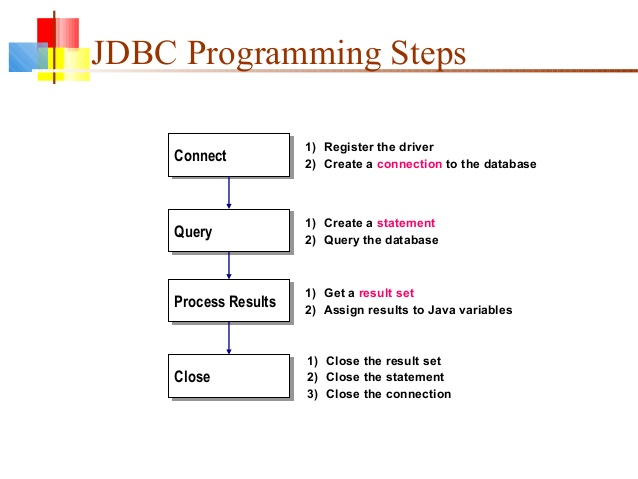 JDBC Programming Steps
Connect
1) Register the driver
2) Create a connection to the database
Query
1) Create a statement
2) Query the database
Process Results
1) Get a result set
2) Assign results to Java variables
Close
1) Close the result set
2) Close the statement
3) Close the connection